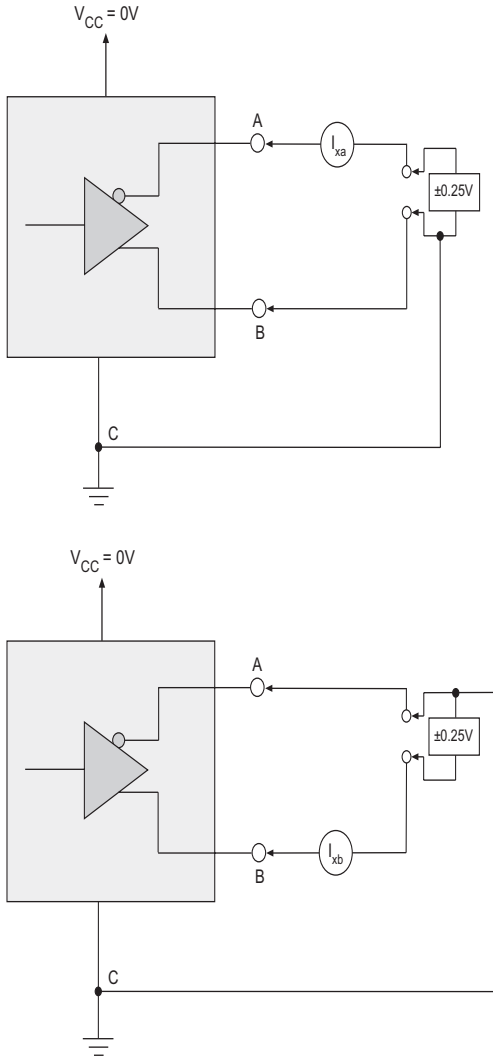 V_CC = 0V
A
I_xa
±0.25V
B
C
V_CC = 0V
A
±0.25V
I_xb
B
C